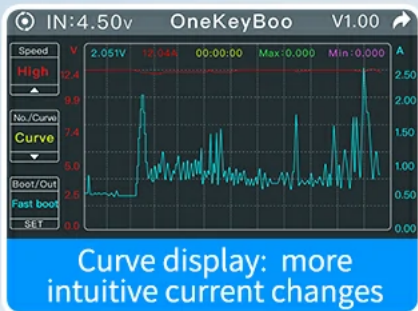 IN:4.50v OneKeyBoo V1.00
Speed
High
No./Curve
Curve
Boot/Out
Fast boot
SET
V 2.051V 12.04A 00:00:00 Max:0.000 Min:0.000 A
12.4
9.9
7.4
5.0
2.5
0.0
2.50
2.00
1.50
1.00
0.50
0.00
Curve display: more
intuitive current changes